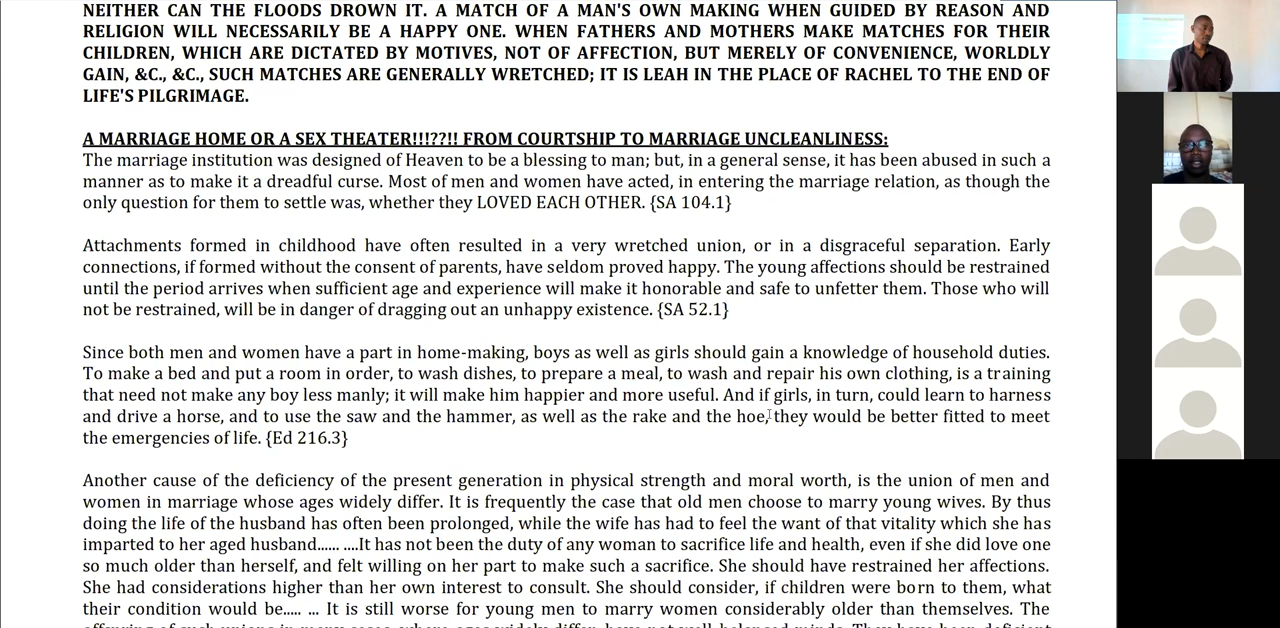 NEITHER CAN THE FLOODS DROWN IT. A MATCH OF A MAN'S OWN MAKING WHEN GUIDED BY REASON AND
RELIGION WILL NECESSARILY BE A HAPPY ONE. WHEN FATHERS AND MOTHERS MAKE MATCHES FOR THEIR
CHILDREN, WHICH ARE DICTATED BY MOTIVES, NOT OF AFFECTION, BUT MERELY OF CONVENIENCE, WORLDLY
GAIN, &C., &C., SUCH MATCHES ARE GENERALLY WRETCHED; IT IS LEAH IN THE PLACE OF RACHEL TO THE END OF
LIFE'S PILGRIMAGE.
A MARRIAGE HOME OR A SEX THEATER!!!??!! FROM COURTSHIP TO MARRIAGE UNCLEANLINESS:
The marriage institution was designed of Heaven to be a blessing to man; but, in a general sense, it has been abused in such a
manner as to make it a dreadful curse. Most of men and women have acted, in entering the marriage relation, as though the
only question for them to settle was, whether they LOVED EACH OTHER. {SA 104.1}
Attachments formed in childhood have often resulted in a very wretched union, or in a disgraceful separation. Early
connections, if formed without the consent of parents, have seldom proved happy. The young affections should be restrained
until the period arrives when sufficient age and experience will make it honorable and safe to unfetter them. Those who will
not be restrained, will be in danger of dragging out an unhappy existence. {SA 52.1}
Since both men and women have a part in home-making, boys as well as girls should gain a knowledge of household duties.
To make a bed and put a room in order, to wash dishes, to prepare a meal, to wash and repair his own clothing, is a training
that need not make any boy less manly; it will make him happier and more useful. And if girls, in turn, could learn to harness
and drive a horse, and to use the saw and the hammer, as well as the rake and the hoe, they would be better fitted to meet
the emergencies of life. {Ed 216.3}
Another cause of the deficiency of the present generation in physical strength and moral worth, is the union of men and
women in marriage whose ages widely differ. It is frequently the case that old men choose to marry young wives. By thus
doing the life of the husband has often been prolonged, while the wife has had to feel the want of that vitality which she has
imparted to her aged husband...... ....It has not been the duty of any woman to sacrifice life and health, even if she did love one
so much older than herself, and felt willing on her part to make such a sacrifice. She should have restrained her affections.
She had considerations higher than her own interest to consult. She should consider, if children were born to them, what
their condition would be..... ... It is still worse for young men to marry women considerably older than themselves. The
offspring of such unions in many cases, where ages widely differ, have not well-balanced minds. They have been deficient